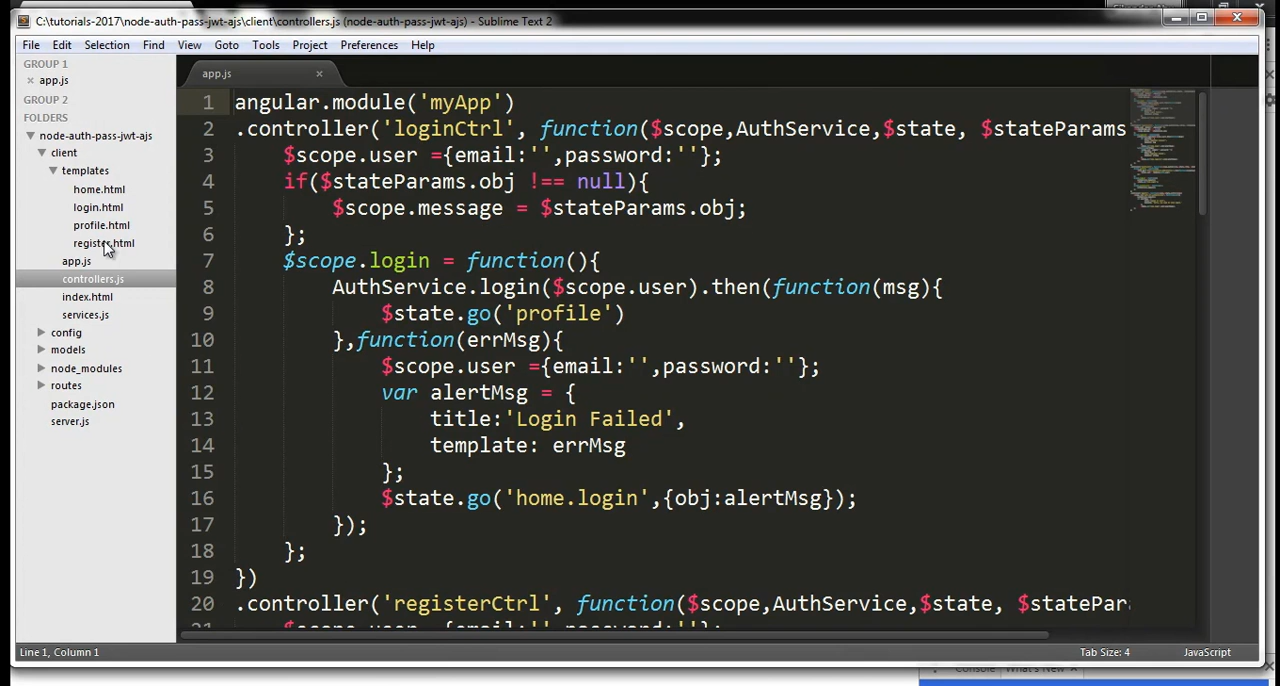 C:\tutorials-2017\node-auth-pass-jwt-ajs\client\controllers.js (node-auth-pass-jwt-ajs) - Sublime Text 2
File Edit Selection Find View Goto Tools Project Preferences Help
GROUP 1
app.js
GROUP 2
FOLDERS
node-auth-pass-jwt-ajs
client
templates
home.html
login.html
profile.html
register.html
app.js
controllers.js
index.html
services.js
config
models
node_modules
routes
package.json
server.js
app.js
1 angular.module('myApp')
2 .controller('loginCtrl', function($scope,AuthService,$state, $stateParams
3 $scope.user ={email:'',password:''};
4 if($stateParams.obj !== null){
5 $scope.message = $stateParams.obj;
6 };
7 $scope.login = function(){
8 AuthService.login($scope.user).then(function(msg){
9 $state.go('profile')
10 },function(errMsg){
11 $scope.user ={email:'',password:''};
12 var alertMsg = {
13 title:'Login Failed',
14 template: errMsg
15 };
16 $state.go('home.login',{obj:alertMsg});
17 });
18 };
19 })
20 .controller('registerCtrl', function($scope,AuthService,$state, $statePar
21 $scope.user ={email:'',password:''};
Line 1, Column 1
Tab Size: 4
JavaScript
Console What's New